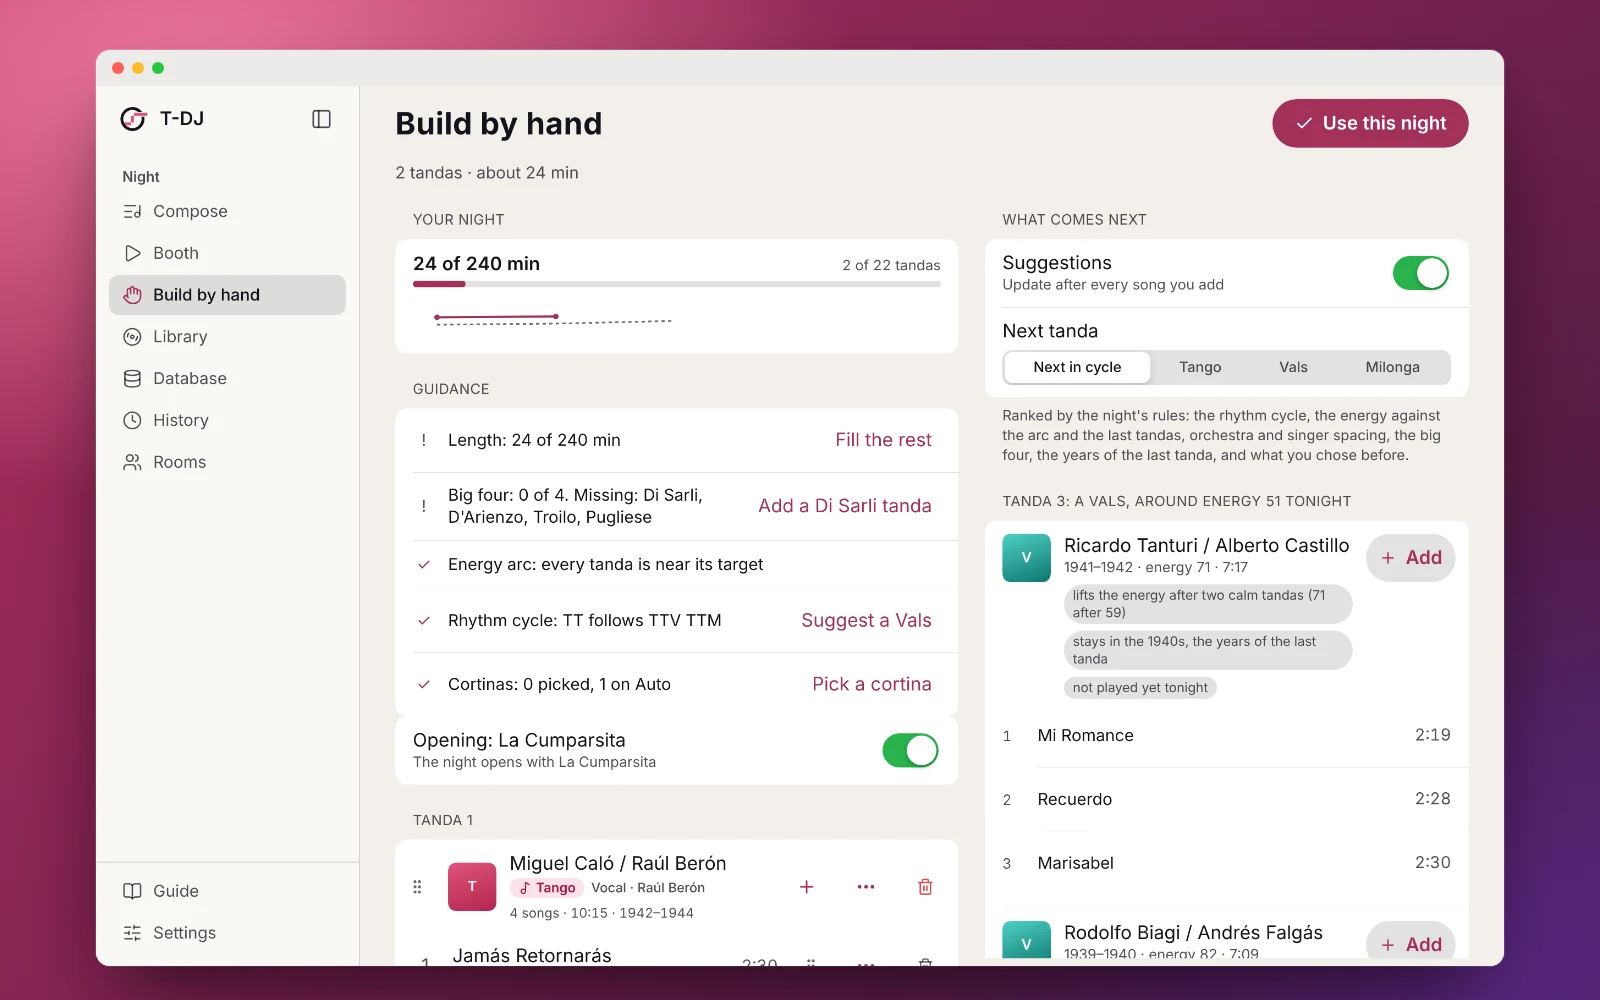 T-DJ
Night
Compose
Booth
Build by hand
Library
Database
History
Rooms
Guide
Settings
Build by hand
Use this night
2 tandas · about 24 min
YOUR NIGHT
24 of 240 min
2 of 22 tandas
GUIDANCE
! Length: 24 of 240 min
Fill the rest
! Big four: 0 of 4. Missing: Di Sarli,
D'Arienzo, Troilo, Pugliese
Add a Di Sarli tanda
Energy arc: every tanda is near its target
Rhythm cycle: TT follows TTV TTM
Suggest a Vals
Cortinas: 0 picked, 1 on Auto
Pick a cortina
Opening: La Cumparsita
The night opens with La Cumparsita
TANDA 1
T
Miguel Caló / Raúl Berón
Tango
Vocal · Raúl Berón
4 songs · 10:15 · 1942–1944
1 Jamás Retornarás 2:30
WHAT COMES NEXT
Suggestions
Update after every song you add
Next tanda
Next in cycle
Tango
Vals
Milonga
Ranked by the night's rules: the rhythm cycle, the energy against
the arc and the last tandas, orchestra and singer spacing, the big
four, the years of the last tanda, and what you chose before.
TANDA 3: A VALS, AROUND ENERGY 51 TONIGHT
V
Ricardo Tanturi / Alberto Castillo
1941–1942 · energy 71 · 7:17
+ Add
lifts the energy after two calm tandas (71
after 59)
stays in the 1940s, the years of the last
tanda
not played yet tonight
1 Mi Romance 2:19
2 Recuerdo 2:28
3 Marisabel 2:30
V
Rodolfo Biagi / Andrés Falgás
1939–1940 · energy 82 · 7:09
+ Add